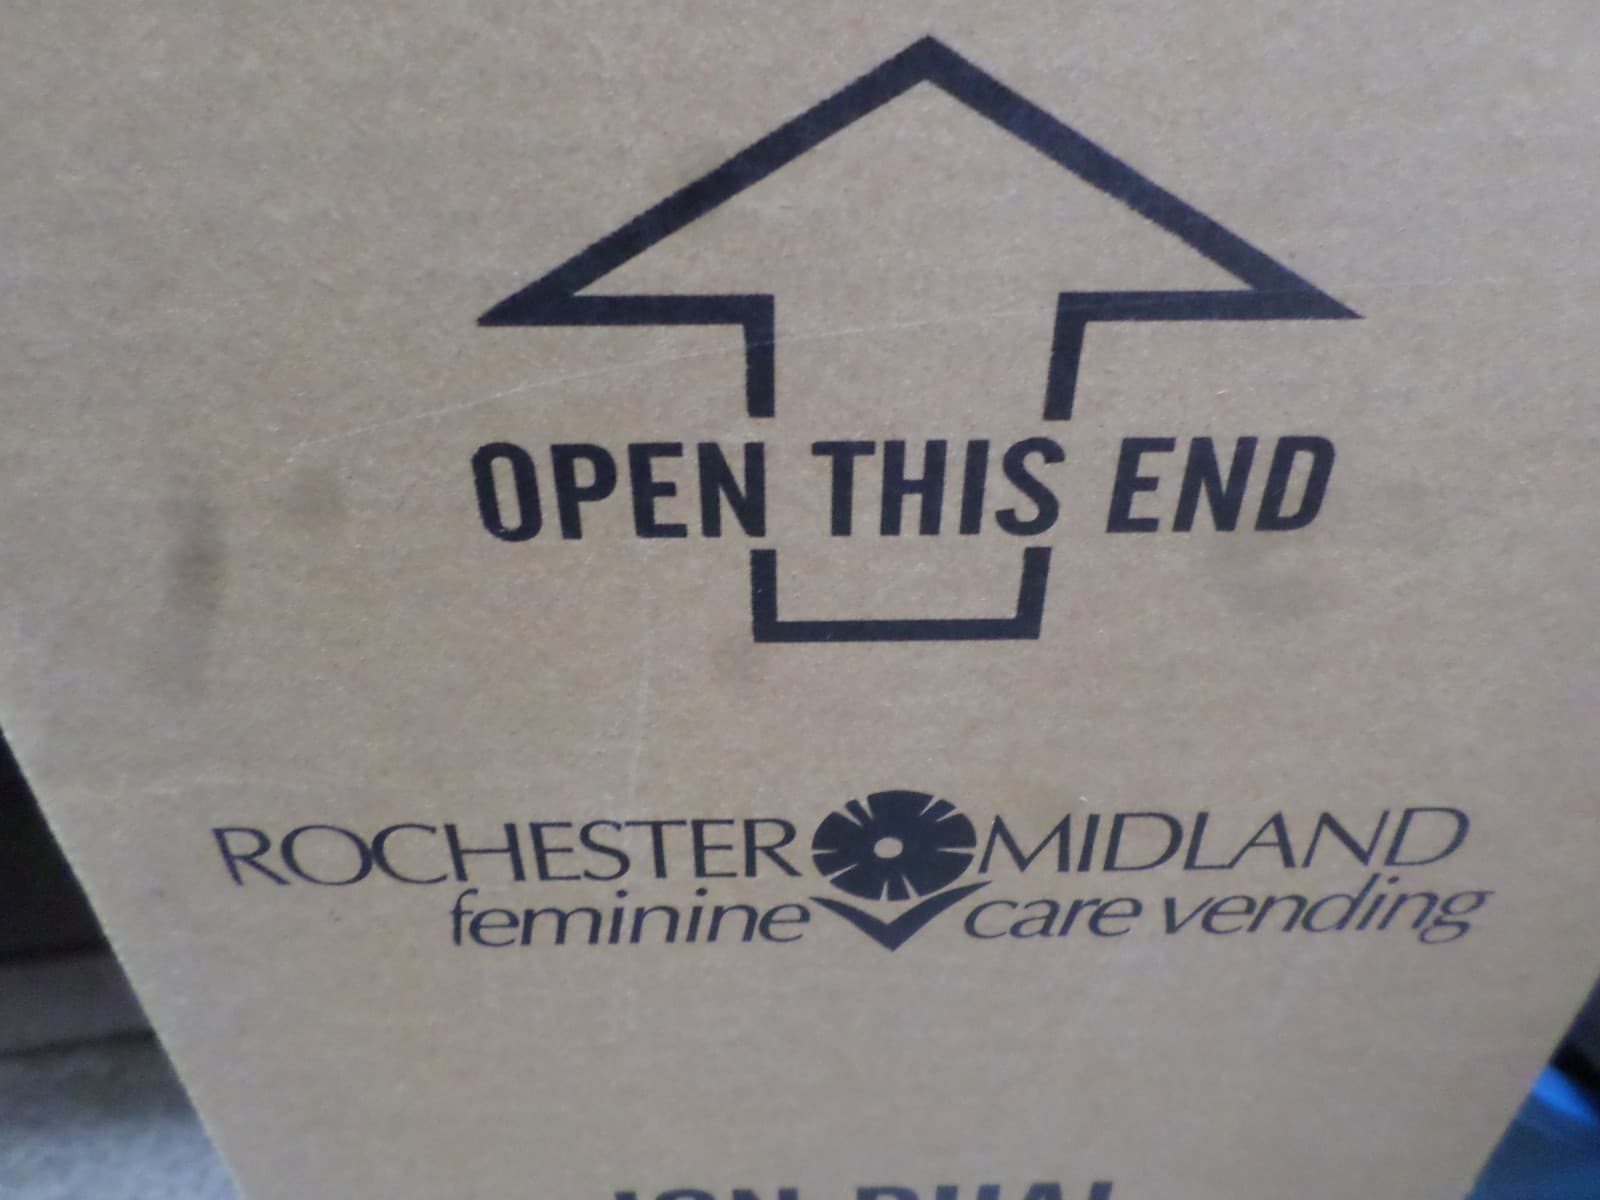 OPEN THIS END
ROCHESTER MIDLAND
feminine care vending